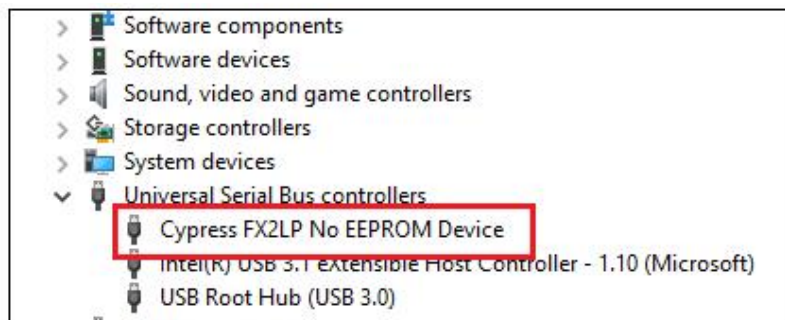 Software components
Software devices
Sound, video and game controllers
Storage controllers
System devices
Universal Serial Bus controllers
Cypress FX2LP No EEPROM Device
Intel(R) USB 3.1 eXtensible Host Controller - 1.10 (Microsoft)
USB Root Hub (USB 3.0)